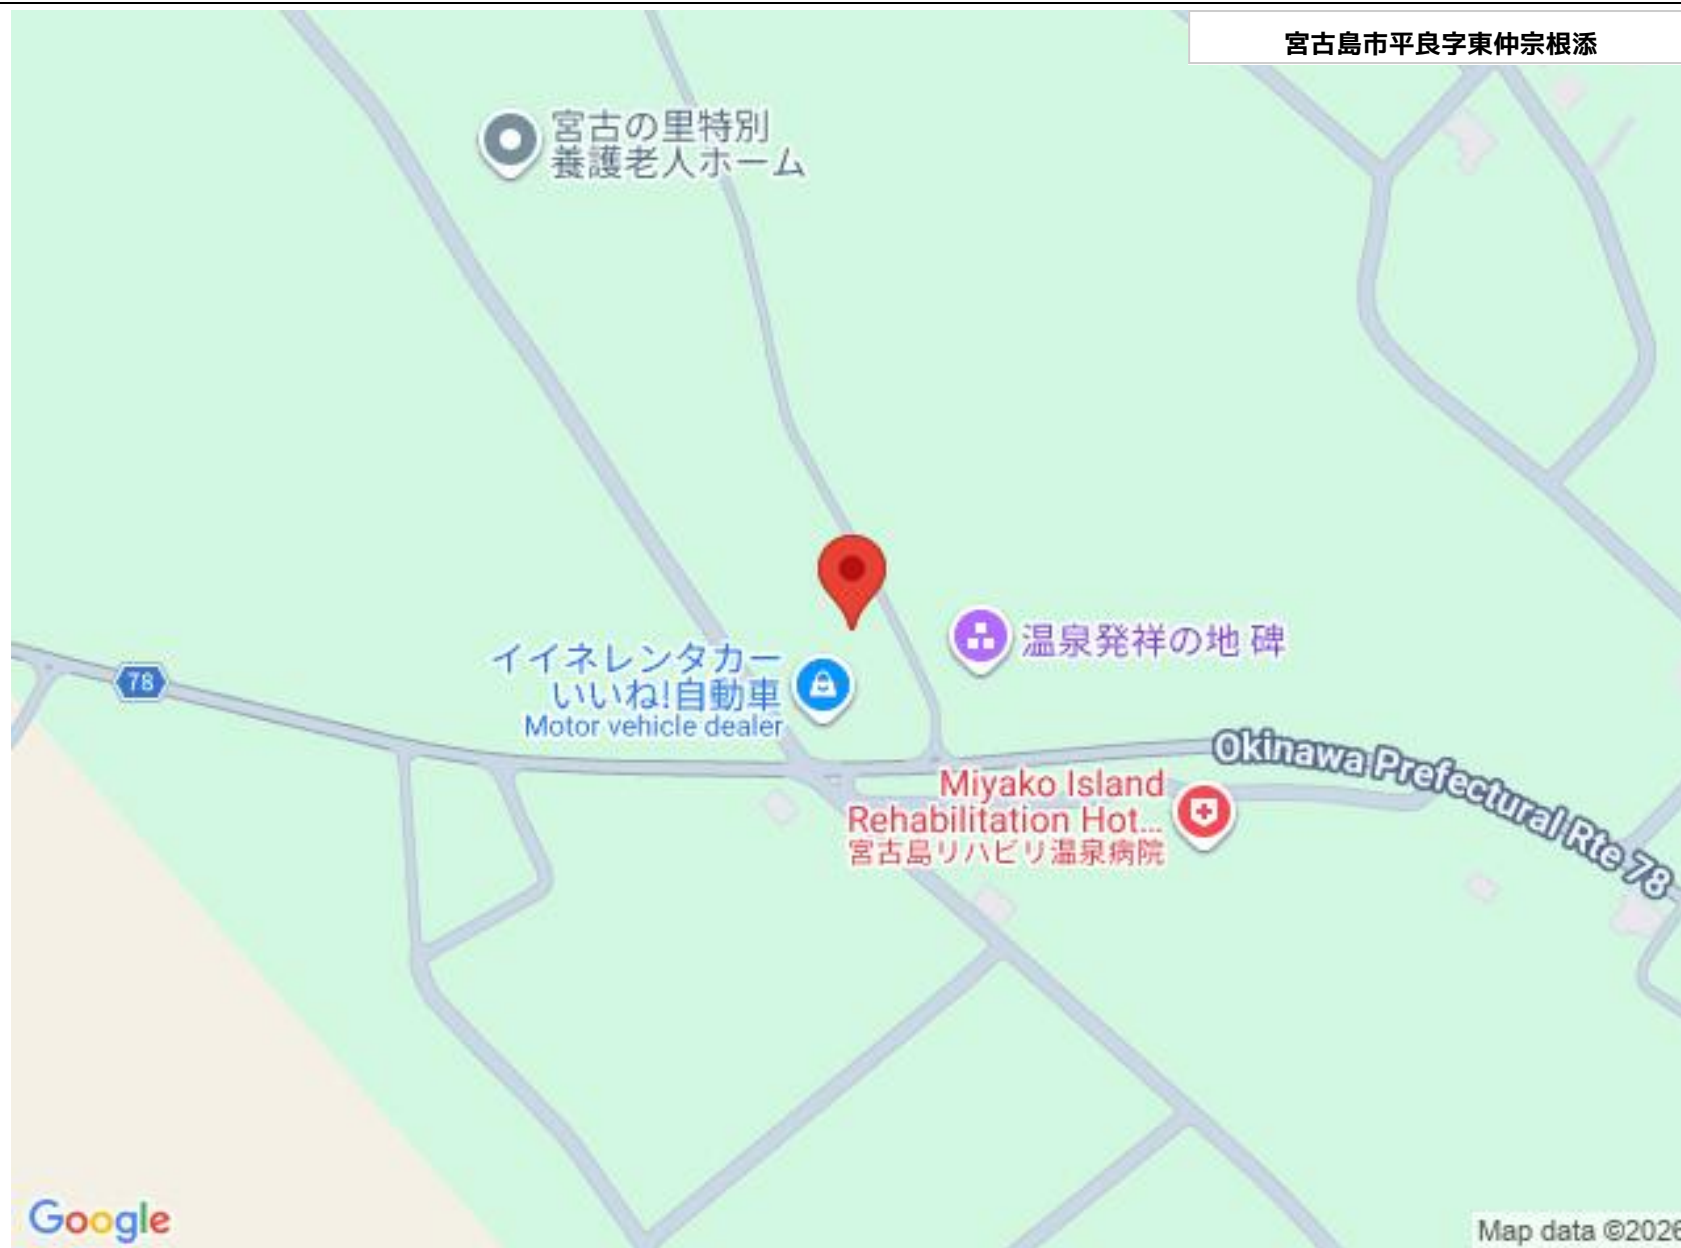 宮古島市平良字東仲宗根添
宮古の里特別
養護老人ホーム
イイネレンタカー
いいね!自動車
Motor vehicle dealer
温泉発祥の地 碑
78
Okinawa Prefectural Rte 78
Miyako Island
Rehabilitation Hot...
宮古島リハビリ温泉病院
Google
Map data ©2026